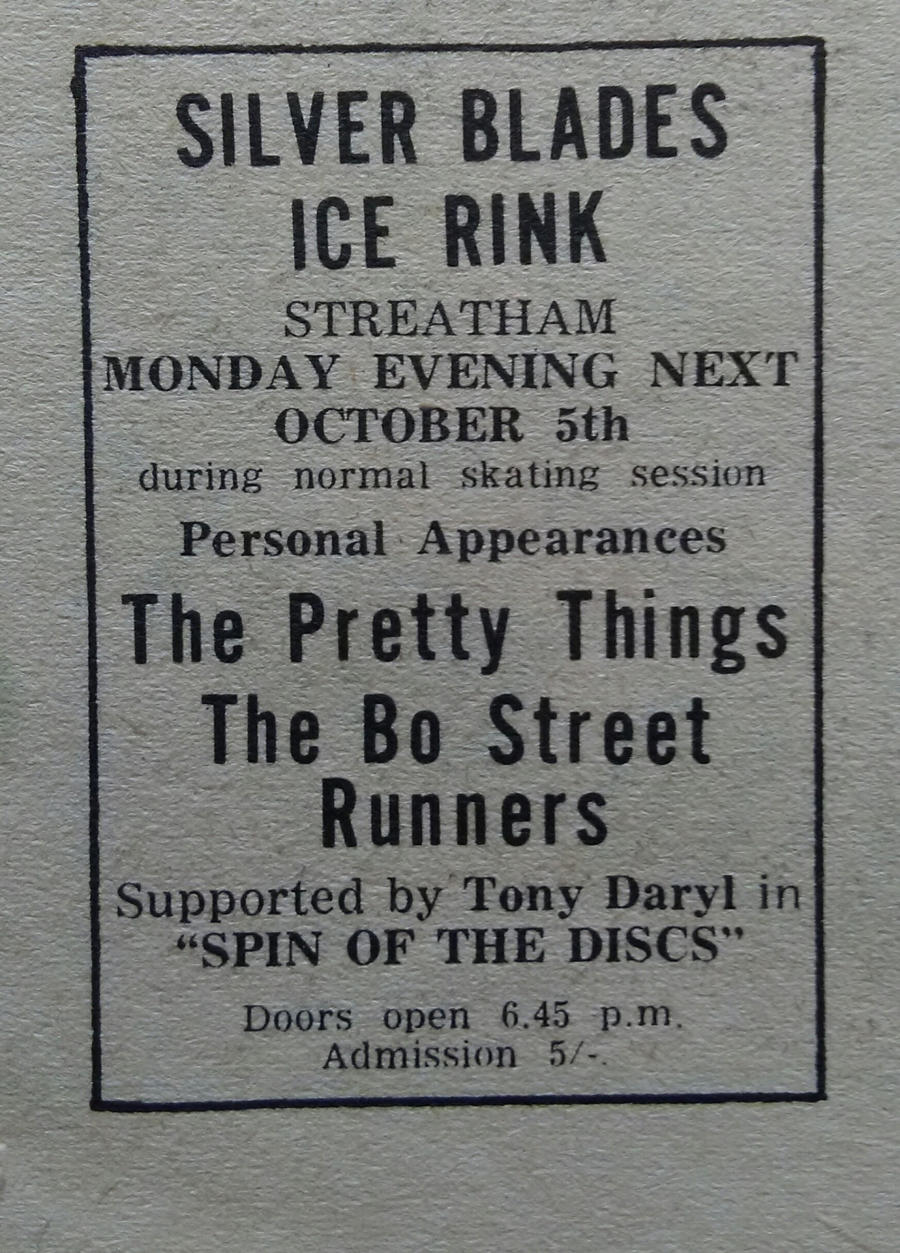 SILVER BLADES
ICE RINK
STREATHAM
MONDAY EVENING NEXT
OCTOBER 5th
during normal skating session
Personal Appearances
The Pretty Things
The Bo Street
Runners
Supported by Tony Daryl in
“SPIN OF THE DISCS”
Doors open 6.45 p.m.
Admission 5/-.